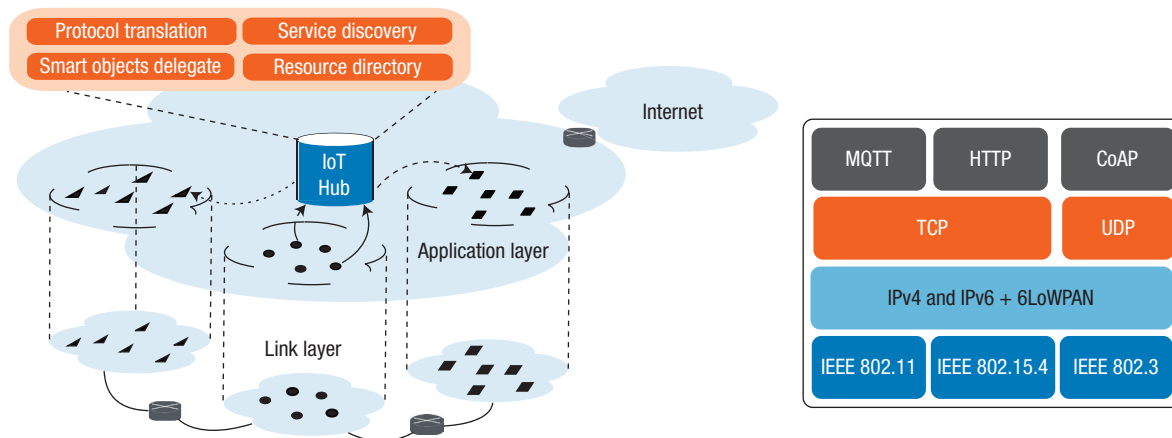 Protocol translation
Service discovery
Smart objects delegate
Resource directory
Internet
IoT
Hub
Application layer
Link layer
MQTT
HTTP
CoAP
TCP
UDP
IPv4 and IPv6 + 6LoWPAN
IEEE 802.11
IEEE 802.15.4
IEEE 802.3